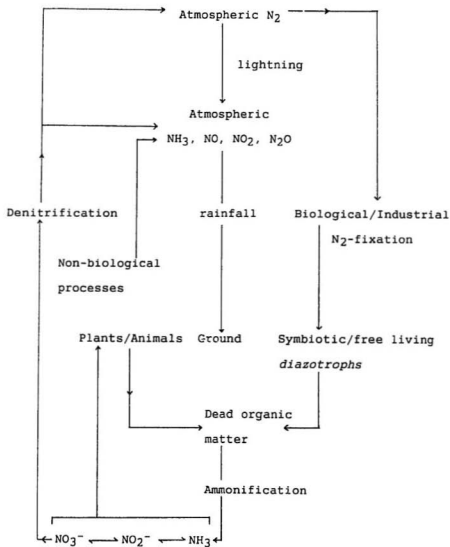 Atmospheric N₂
lightning
Atmospheric
NH₃, NO, NO₂, N₂O
Denitrification
rainfall
Biological/Industrial
N₂-fixation
Non-biological
processes
Plants/Animals
Ground
Symbiotic/free living
diazotrophs
Dead organic
matter
Ammonification
NO₃⁻ NO₂⁻ NH₃